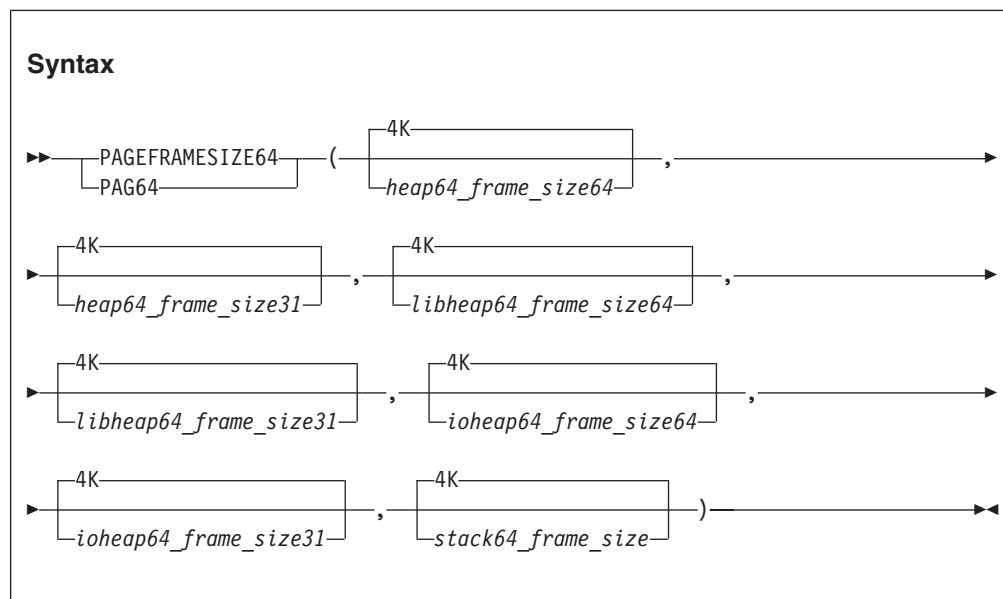 Syntax
4K
PAGEFRAMESIZE64 ( ,
PAG64 heap64_frame_size64
4K 4K
, ,
heap64_frame_size31 libheap64_frame_size64
4K 4K
, ,
libheap64_frame_size31 ioheap64_frame_size64
4K 4K
, )
ioheap64_frame_size31 stack64_frame_size